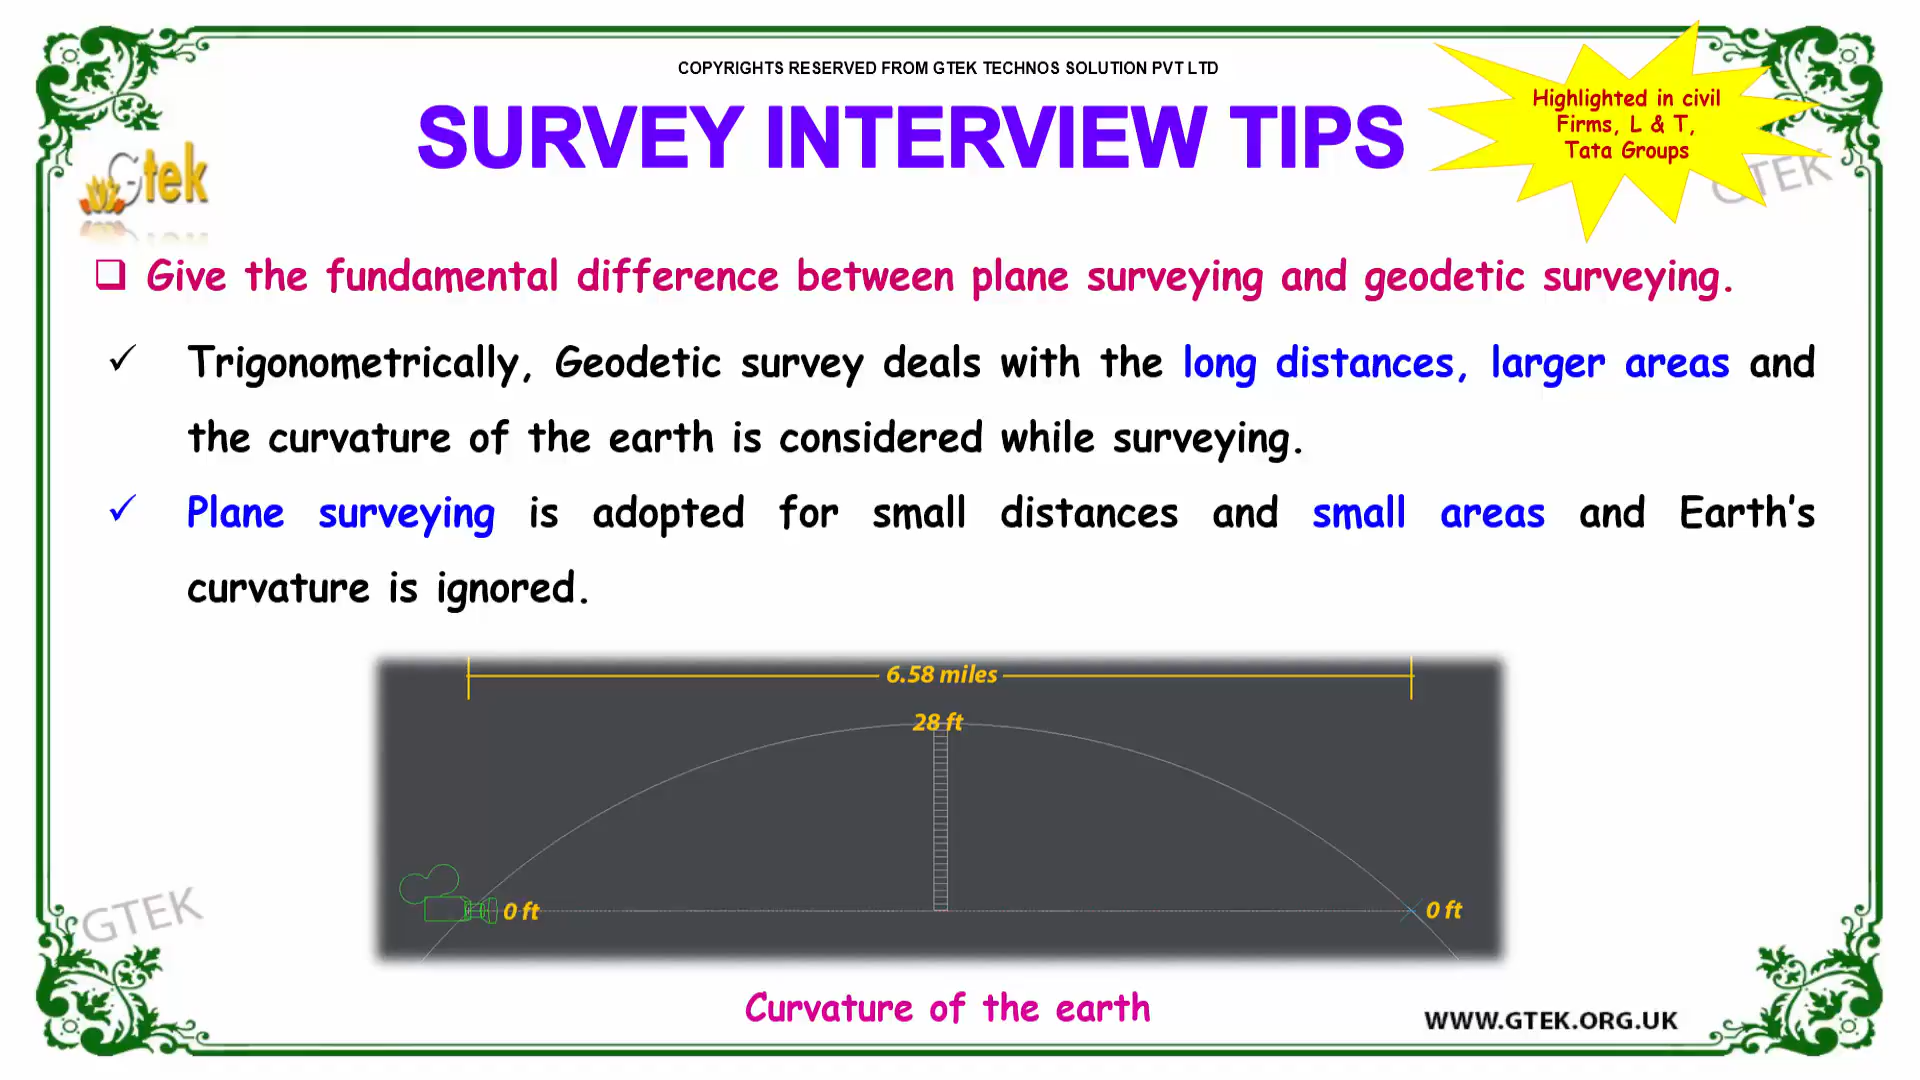 COPYRIGHTS RESERVED FROM GTEK TECHNOS SOLUTION PVT LTD
SURVEY INTERVIEW TIPS
Highlighted in civil
Firms, L & T,
Tata Groups
Gtek
GTEK
❑ Give the fundamental difference between plane surveying and geodetic surveying.
✓ Trigonometrically, Geodetic survey deals with the long distances, larger areas and
the curvature of the earth is considered while surveying.
✓ Plane surveying is adopted for small distances and small areas and Earth’s
curvature is ignored.
6.58 miles
28 ft
0 ft
0 ft
GTEK
Curvature of the earth
WWW.GTEK.ORG.UK